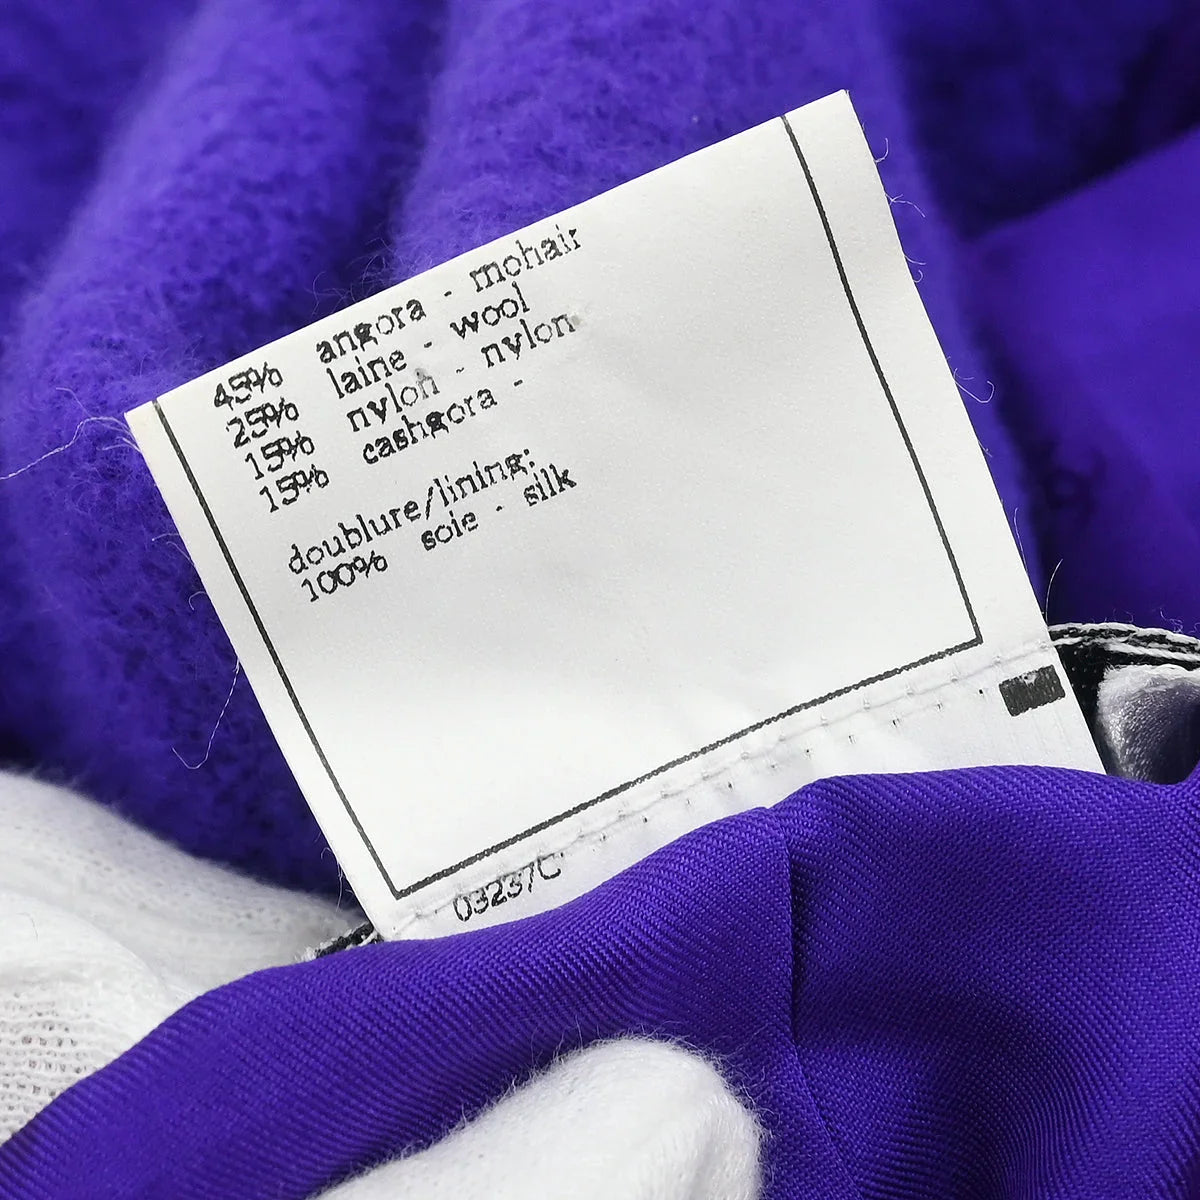 45% angora - mohair
25% laine - wool
15% nylon - nylon
15% cashgora -
doublure/lining:
100% soie - silk
03237C